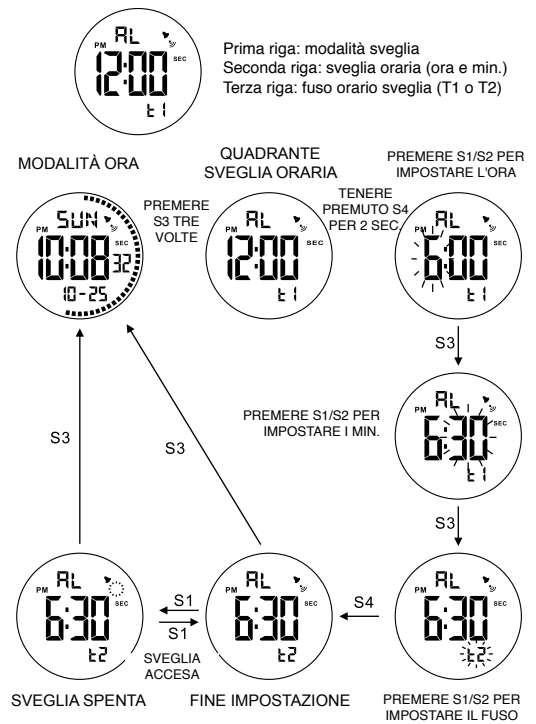 AL
PM
12:00
SEC
t1
Prima riga: modalità sveglia
Seconda riga: sveglia oraria (ora e min.)
Terza riga: fuso orario sveglia (T1 o T2)
MODALITÀ ORA
QUADRANTE
SVEGLIA ORARIA
PREMERE S1/S2 PER
IMPOSTARE L'ORA
SUN
PM
10:08
SEC
32
10-25
PREMERE
S3 TRE
VOLTE
AL
12:00
SEC
t1
TENERE
PREMUTO S4
PER 2 SEC.
AL
PM
6:00
SEC
t1
S3
PREMERE S1/S2 PER
IMPOSTARE I MIN.
AL
PM
6:30
SEC
t1
S3
S3
S3
AL
PM
6:30
SEC
t2
S1
S1
SVEGLIA
ACCESA
AL
PM
6:30
SEC
t2
S4
AL
PM
6:30
SEC
t2
SVEGLIA SPENTA
FINE IMPOSTAZIONE
PREMERE S1/S2 PER
IMPOSTARE IL FUSO